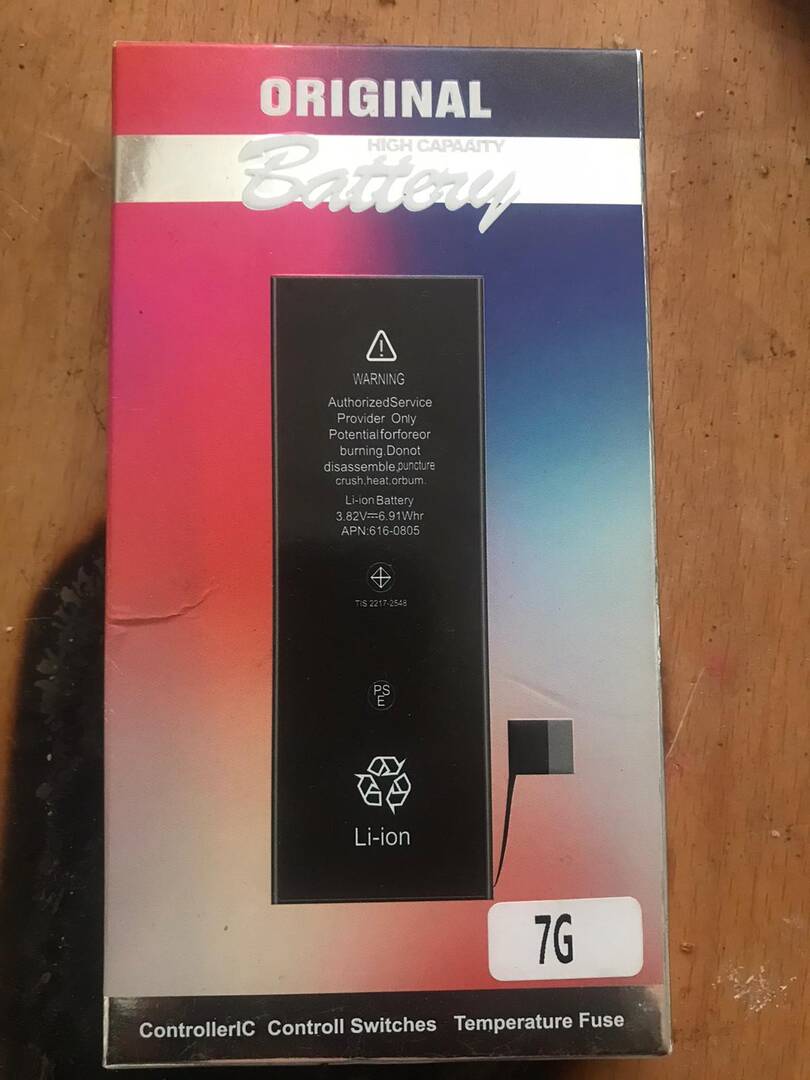 ORIGINAL
HIGH CAPAAITY
Battery
WARNING
AuthorizedService
Provider Only
Potentialforforeor
burning.Donot
disassemble,puncture
crush,heat,orbum.
Li-ion Battery
3.82V⎓6.91Whr
APN:616-0805
TIS 2217-2548
PS
E
Li-ion
7G
ControllerIC Controll Switches Temperature Fuse